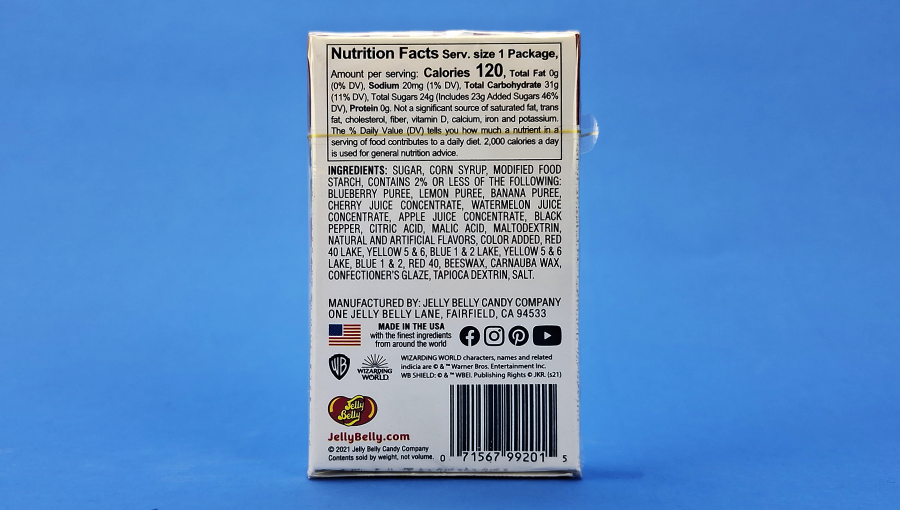 Nutrition Facts Serv. size 1 Package,
Amount per serving: Calories 120, Total Fat 0g
(0% DV), Sodium 20mg (1% DV), Total Carbohydrate 31g
(11% DV), Total Sugars 24g (Includes 23g Added Sugars 46%
DV), Protein 0g. Not a significant source of saturated fat, trans
fat, cholesterol, fiber, vitamin D, calcium, iron and potassium.
The % Daily Value (DV) tells you how much a nutrient in a
serving of food contributes to a daily diet. 2,000 calories a day
is used for general nutrition advice.
INGREDIENTS: SUGAR, CORN SYRUP, MODIFIED FOOD
STARCH, CONTAINS 2% OR LESS OF THE FOLLOWING:
BLUEBERRY PUREE, LEMON PUREE, BANANA PUREE,
CHERRY JUICE CONCENTRATE, WATERMELON JUICE
CONCENTRATE, APPLE JUICE CONCENTRATE, BLACK
PEPPER, CITRIC ACID, MALIC ACID, MALTODEXTRIN,
NATURAL AND ARTIFICIAL FLAVORS, COLOR ADDED, RED
40 LAKE, YELLOW 5 & 6, BLUE 1 & 2 LAKE, YELLOW 5 & 6
LAKE, BLUE 1 & 2, RED 40, BEESWAX, CARNAUBA WAX,
CONFECTIONER'S GLAZE, TAPIOCA DEXTRIN, SALT.
MANUFACTURED BY: JELLY BELLY CANDY COMPANY
ONE JELLY BELLY LANE, FAIRFIELD, CA 94533
MADE IN THE USA
with the finest ingredients
from around the world
WB
WIZARDING
WORLD
WIZARDING WORLD characters, names and related
indicia are © & ™ Warner Bros. Entertainment Inc.
WB SHIELD: © & ™ WBEI. Publishing Rights © JKR. (s21)
Jelly
Belly
JellyBelly.com
© 2021 Jelly Belly Candy Company
Contents sold by weight, not volume.
0 71567 99201 5